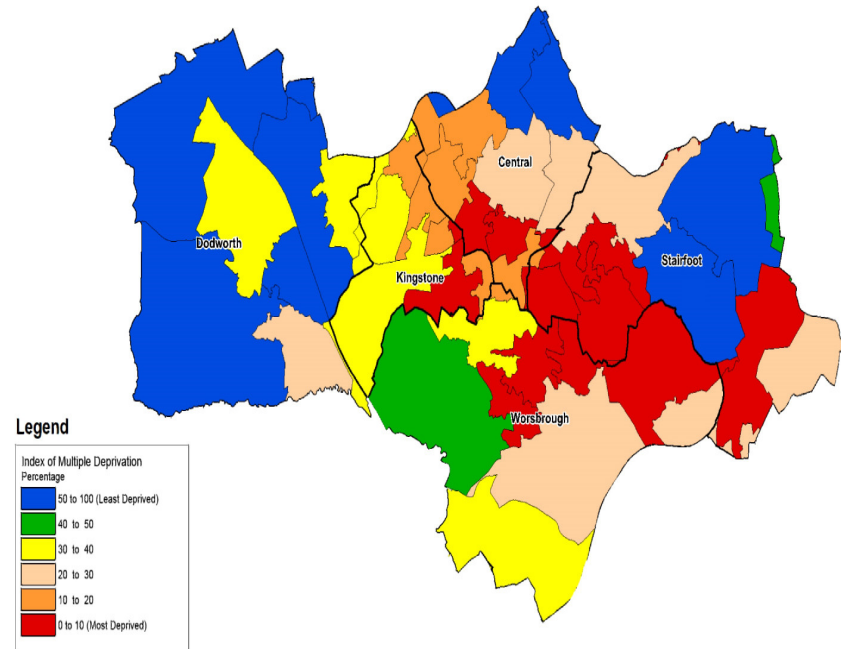 Central
Dodworth
Stairfoot
Kingstone
Worsbrough
Legend
Index of Multiple Deprivation
Percentage
50 to 100 (Least Deprived)
40 to 50
30 to 40
20 to 30
10 to 20
0 to 10 (Most Deprived)